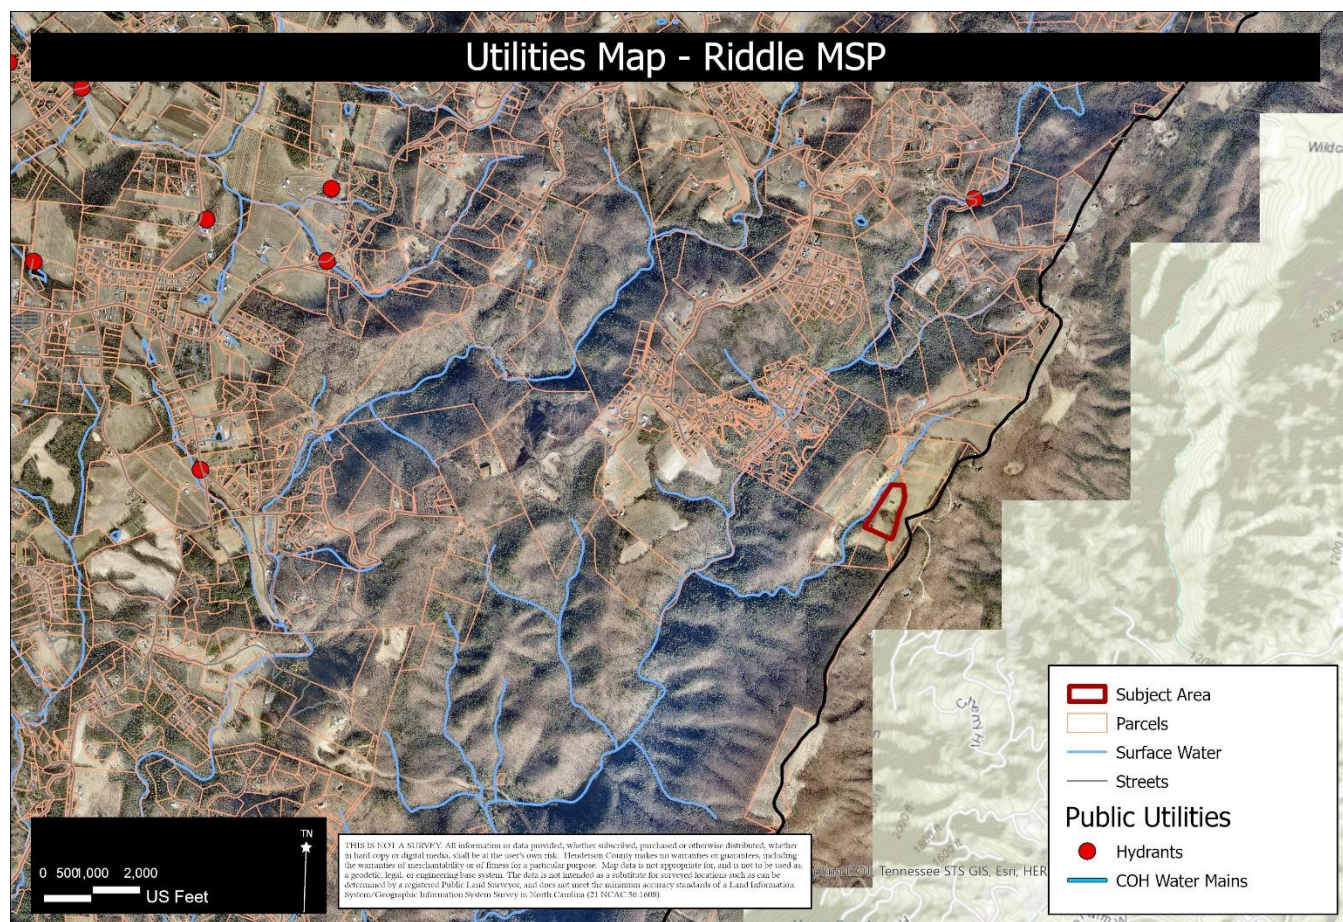 Utilities Map - Riddle MSP
Subject Area
Parcels
Surface Water
Streets
Public Utilities
Hydrants
COH Water Mains
TN
0 500 1,000 2,000
US Feet
THIS IS NOT A SURVEY. All information or data provided, whether subscribed, purchased or otherwise distributed, whether
in hard copy or digital media, shall be at the user's own risk. Henderson County makes no warranties or guarantees, including
the warranties of merchantability or of fitness for a particular purpose. Map data is not appropriate for, and is not to be used as,
a geodetic, legal, or engineering base system. The data is not intended as a substitute for surveyed locations such as can be
determined by a registered Public Land Surveyor, and does not meet the minimum accuracy standards of a Land Information
System/Geographic Information System Survey in North Carolina (21 NCAC 56.1608).
Tennessee STS GIS, Esri, HER